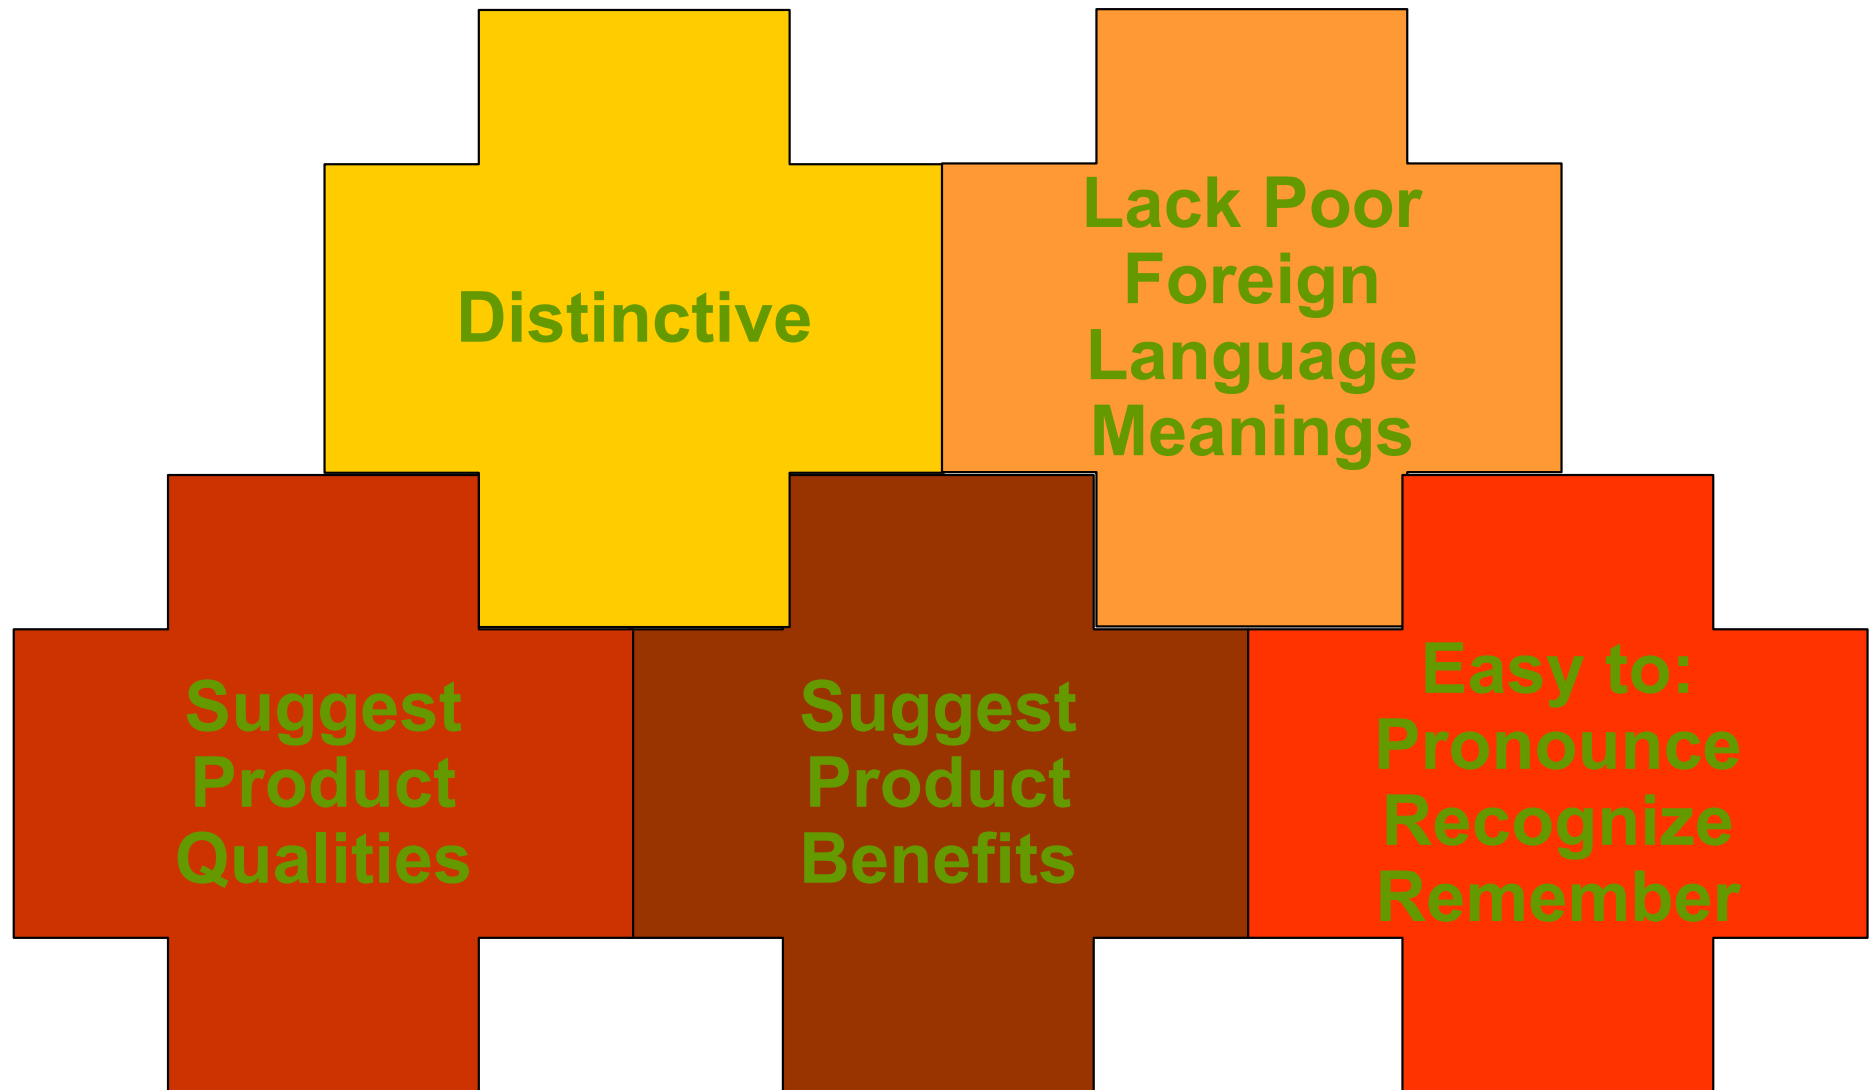 Distinctive
Lack Poor
Foreign
Language
Meanings
Suggest
Product
Qualities
Suggest
Product
Benefits
Easy to:
Pronounce
Recognize
Remember